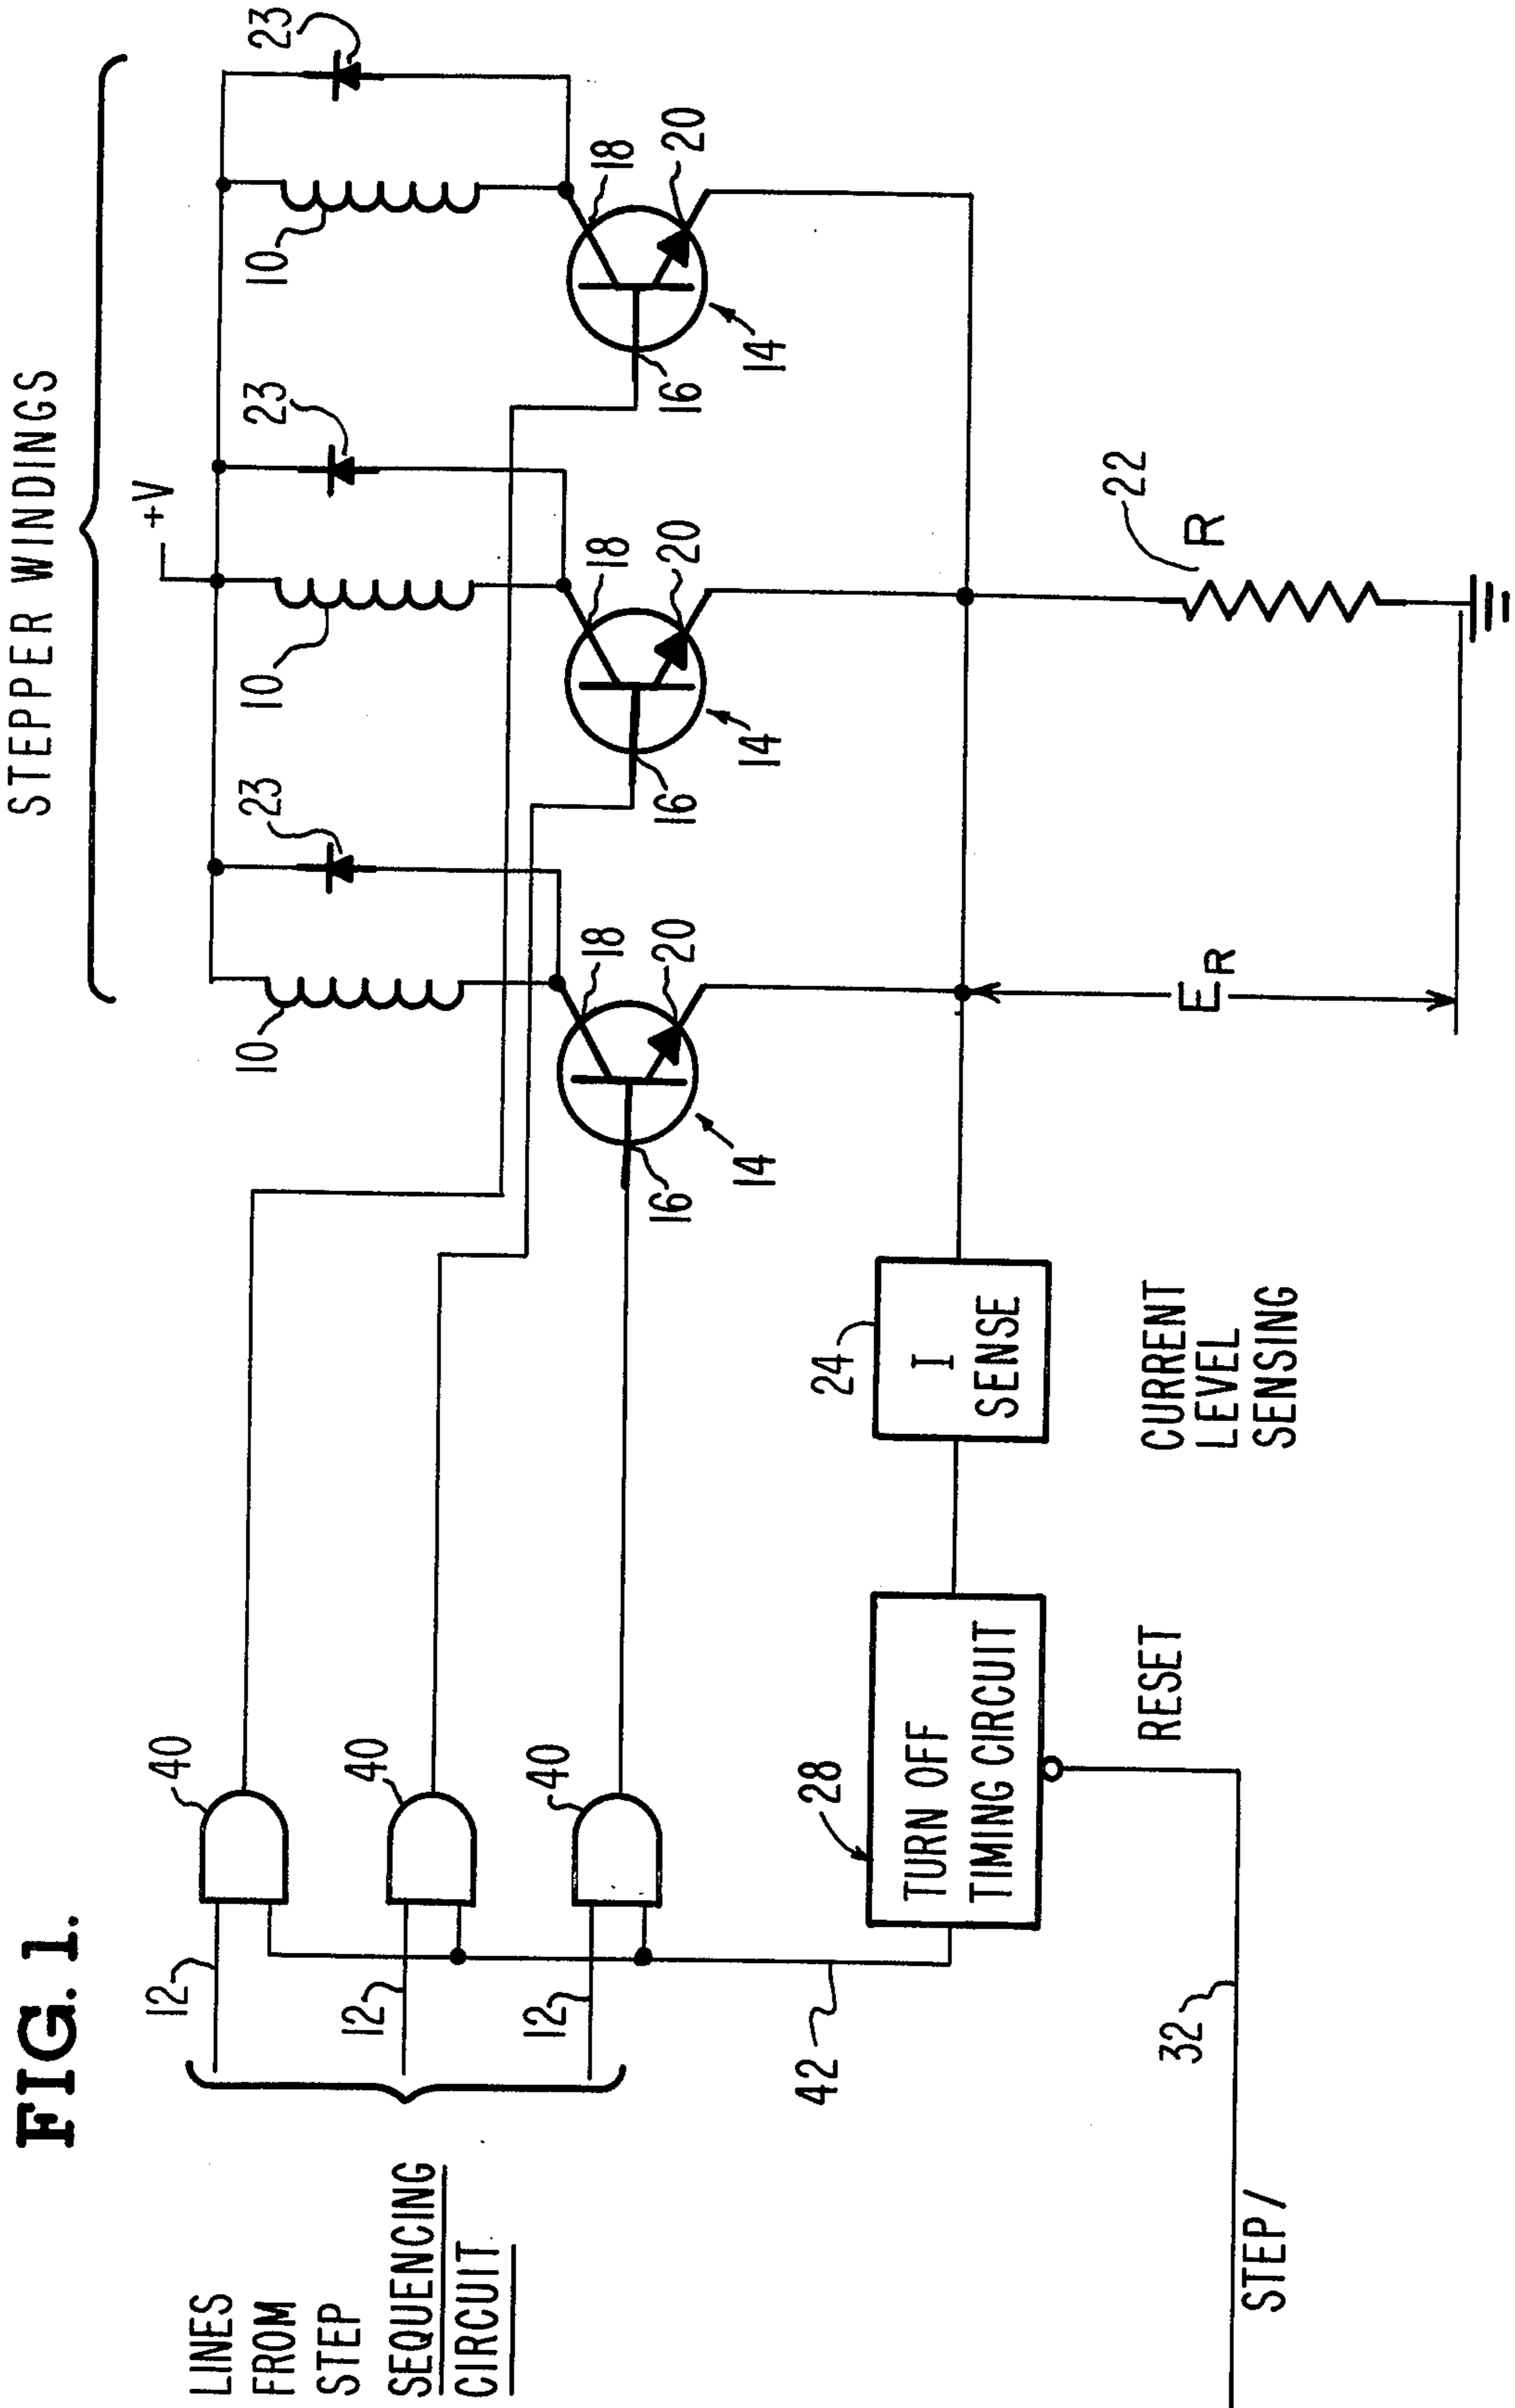 FIG. 1.
STEPPER WINDINGS
+V
23
23
23
10
10
10
18
18
18
20
20
20
16
16
16
14
14
14
40
40
40
12
12
12
LINES
FROM
STEP
SEQUENCING
CIRCUIT
42
28
TURN OFF
TIMING CIRCUIT
24
I
SENSE
CURRENT
LEVEL
SENSING
RESET
32
STEP/
ER
22
R